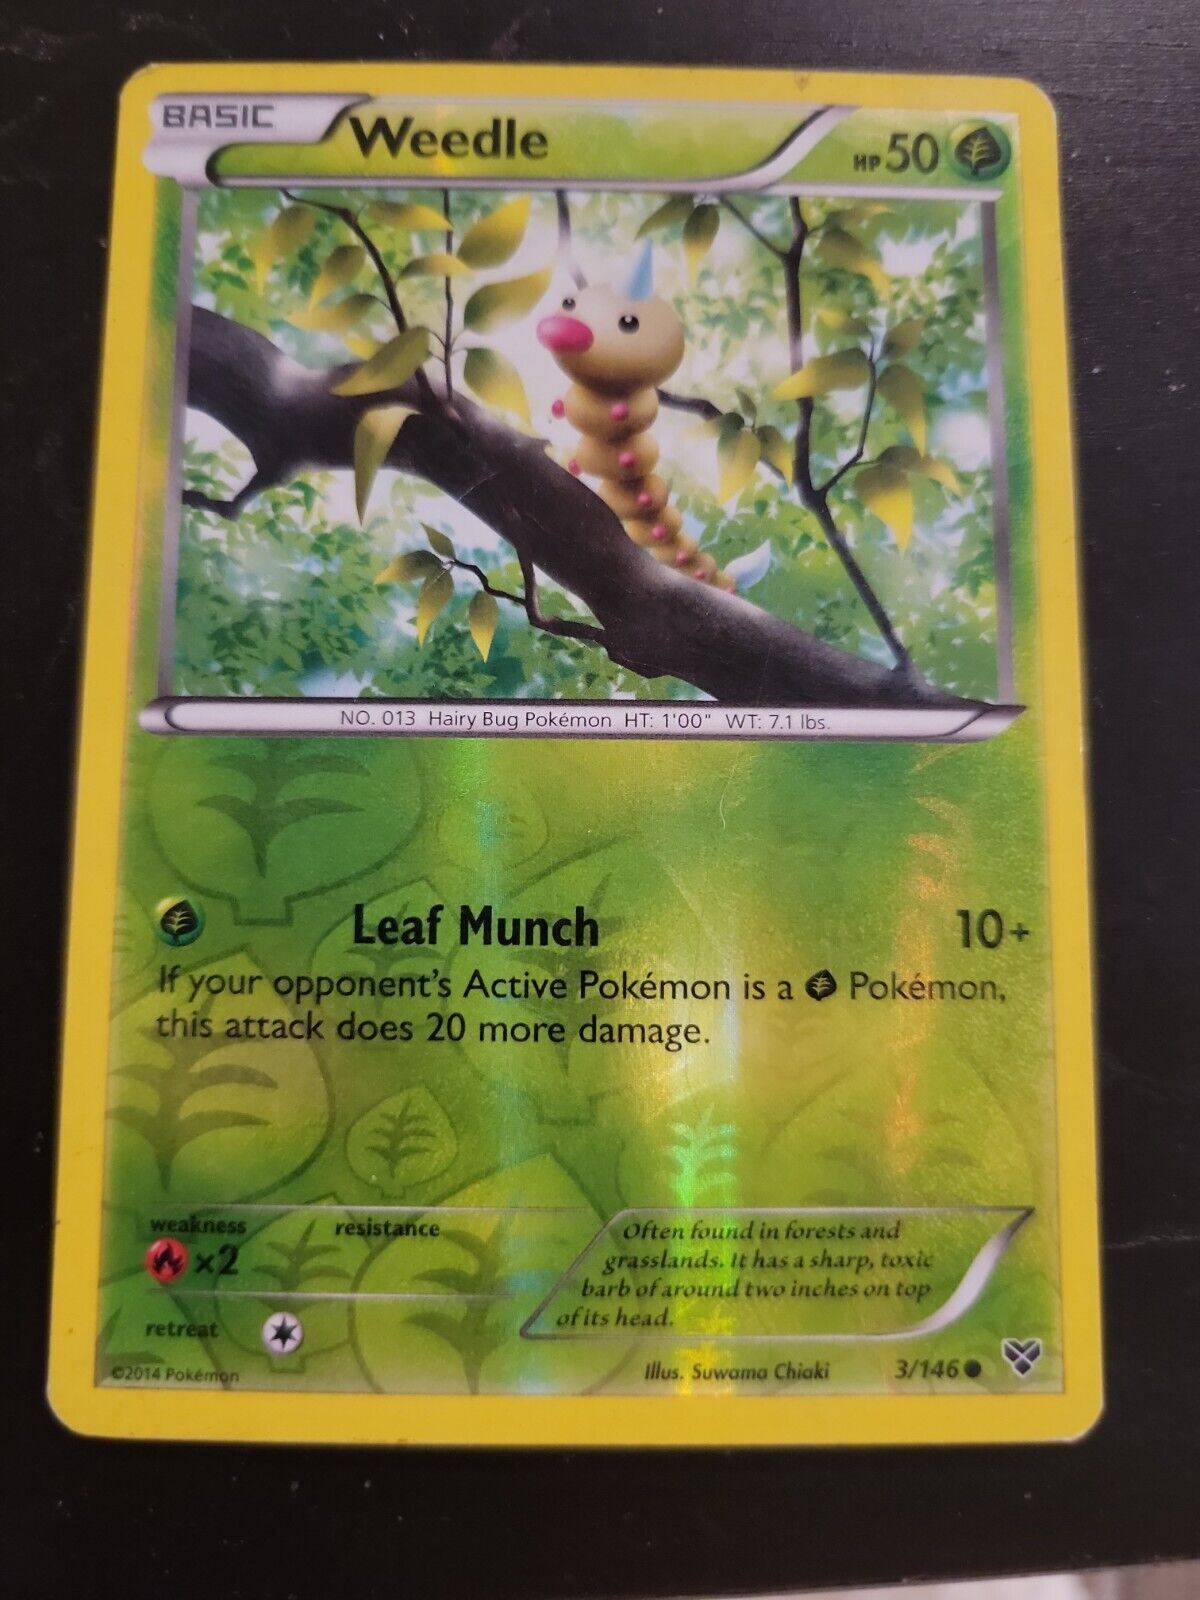 BASIC Weedle HP 50
NO. 013 Hairy Bug Pokémon HT: 1'00" WT: 7.1 lbs.
Leaf Munch 10+
If your opponent's Active Pokémon is a Pokémon,
this attack does 20 more damage.
weakness resistance
×2
retreat
Often found in forests and
grasslands. It has a sharp, toxic
barb of around two inches on top
of its head.
©2014 Pokémon Illus. Suwama Chiaki 3/146